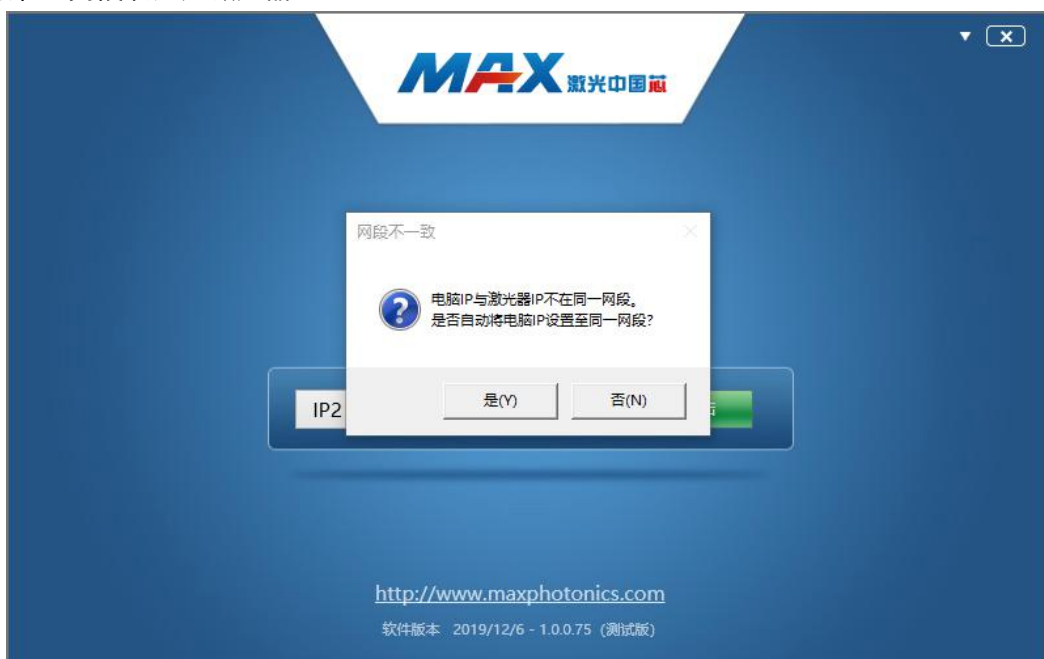 MAX 激光中国芯
网段不一致
电脑IP与激光器IP不在同一网段。
是否自动将电脑IP设置至同一网段?
是(Y)
否(N)
IP2
http://www.maxphotonics.com
软件版本 2019/12/6 - 1.0.0.75 (测试版)